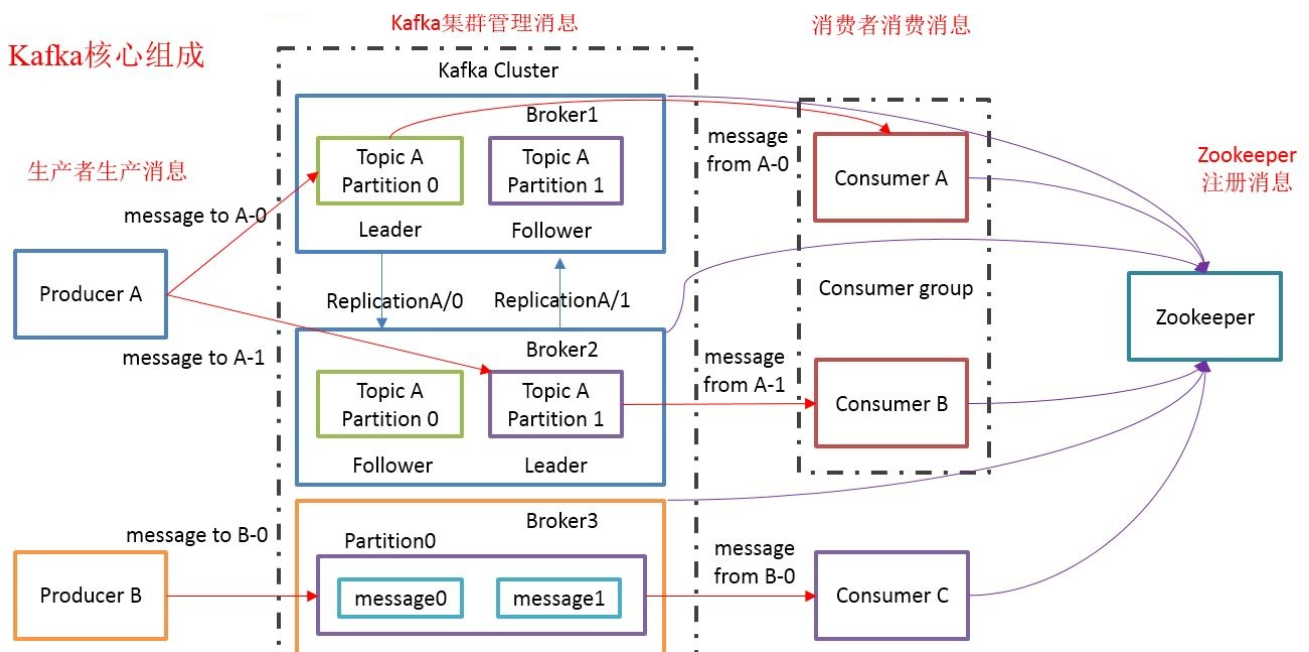 Kafka核心组成
Kafka集群管理消息
消费者消费消息
Kafka Cluster
生产者生产消息
Broker1
Topic A
Partition 0
Topic A
Partition 1
Leader
Follower
message to A-0
message
from A-0
Consumer A
Zookeeper
注册消息
Producer A
ReplicationA/0
ReplicationA/1
Consumer group
Zookeeper
message to A-1
Broker2
Topic A
Partition 0
Topic A
Partition 1
Follower
Leader
message
from A-1
Consumer B
message to B-0
Broker3
Partition0
Producer B
message0
message1
message
from B-0
Consumer C